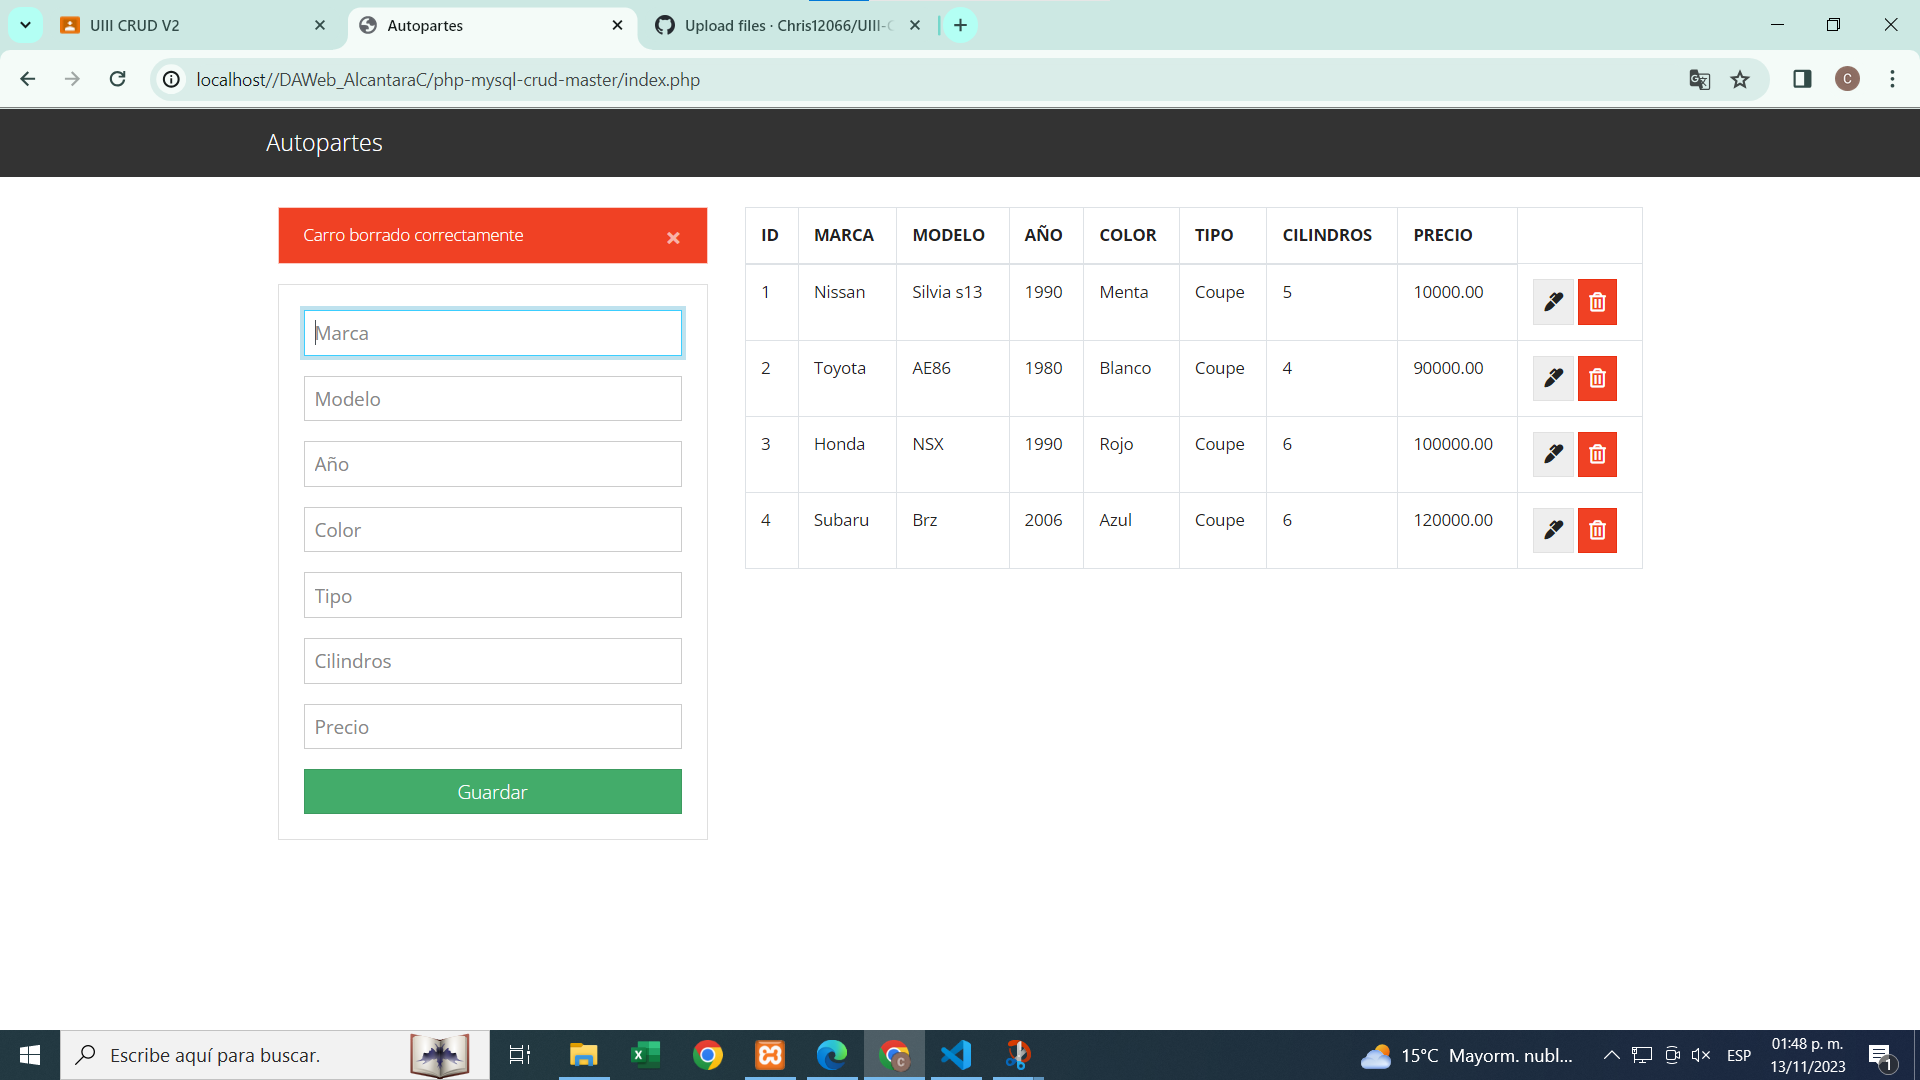 UIII CRUD V2
Autopartes
Upload files · Chris12066/UIII-C
localhost//DAWeb_AlcantaraC/php-mysql-crud-master/index.php
C
Autopartes
Carro borrado correctamente
×
Marca
Modelo
Año
Color
Tipo
Cilindros
Precio
Guardar
ID MARCA MODELO AÑO COLOR TIPO CILINDROS PRECIO
1 Nissan Silvia s13 1990 Menta Coupe 5 10000.00
2 Toyota AE86 1980 Blanco Coupe 4 90000.00
3 Honda NSX 1990 Rojo Coupe 6 100000.00
4 Subaru Brz 2006 Azul Coupe 6 120000.00
Escribe aquí para buscar.
C
15°C Mayorm. nubl...
ESP
01:48 p. m.
13/11/2023
1